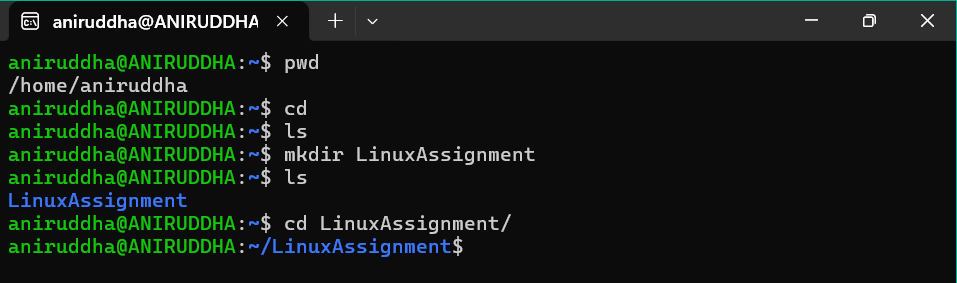 aniruddha@ANIRUDDHA
aniruddha@ANIRUDDHA:~$ pwd
/home/aniruddha
aniruddha@ANIRUDDHA:~$ cd
aniruddha@ANIRUDDHA:~$ ls
aniruddha@ANIRUDDHA:~$ mkdir LinuxAssignment
aniruddha@ANIRUDDHA:~$ ls
LinuxAssignment
aniruddha@ANIRUDDHA:~$ cd LinuxAssignment/
aniruddha@ANIRUDDHA:~/LinuxAssignment$